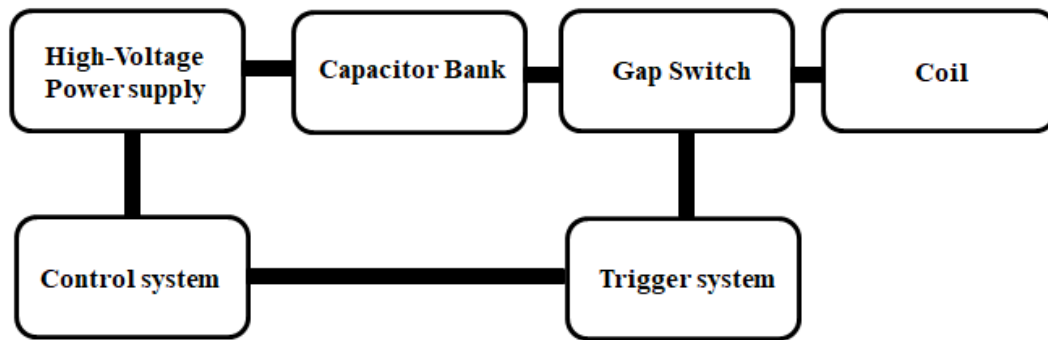 High-Voltage
Power supply
Capacitor Bank
Gap Switch
Coil
Control system
Trigger system